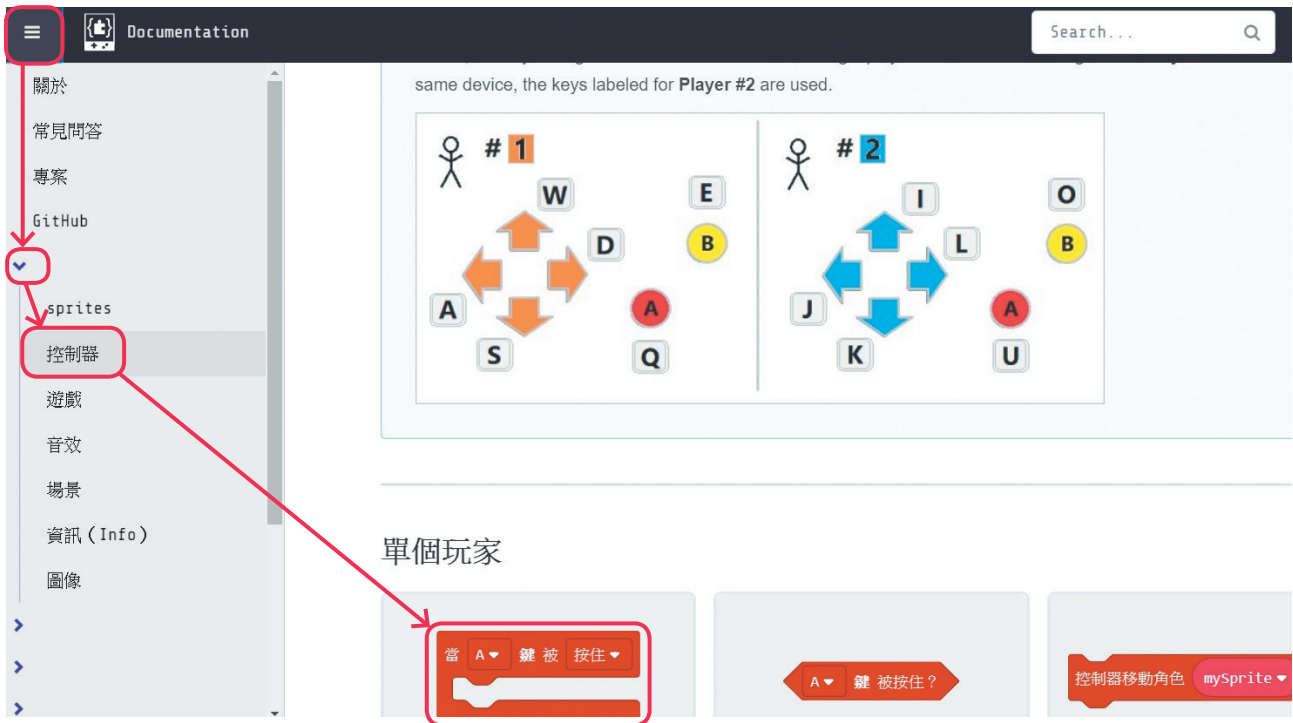 Documentation
Search...
關於
常見問答
專案
GitHub
sprites
控制器
遊戲
音效
場景
資訊(Info)
圖像
same device, the keys labeled for Player #2 are used.
#1
W
E
D
B
A
A
S
Q
#2
I
O
L
B
J
A
K
U
單個玩家
當 A 鍵 被 按住
A 鍵 被按住？
控制器移動角色 mySprite